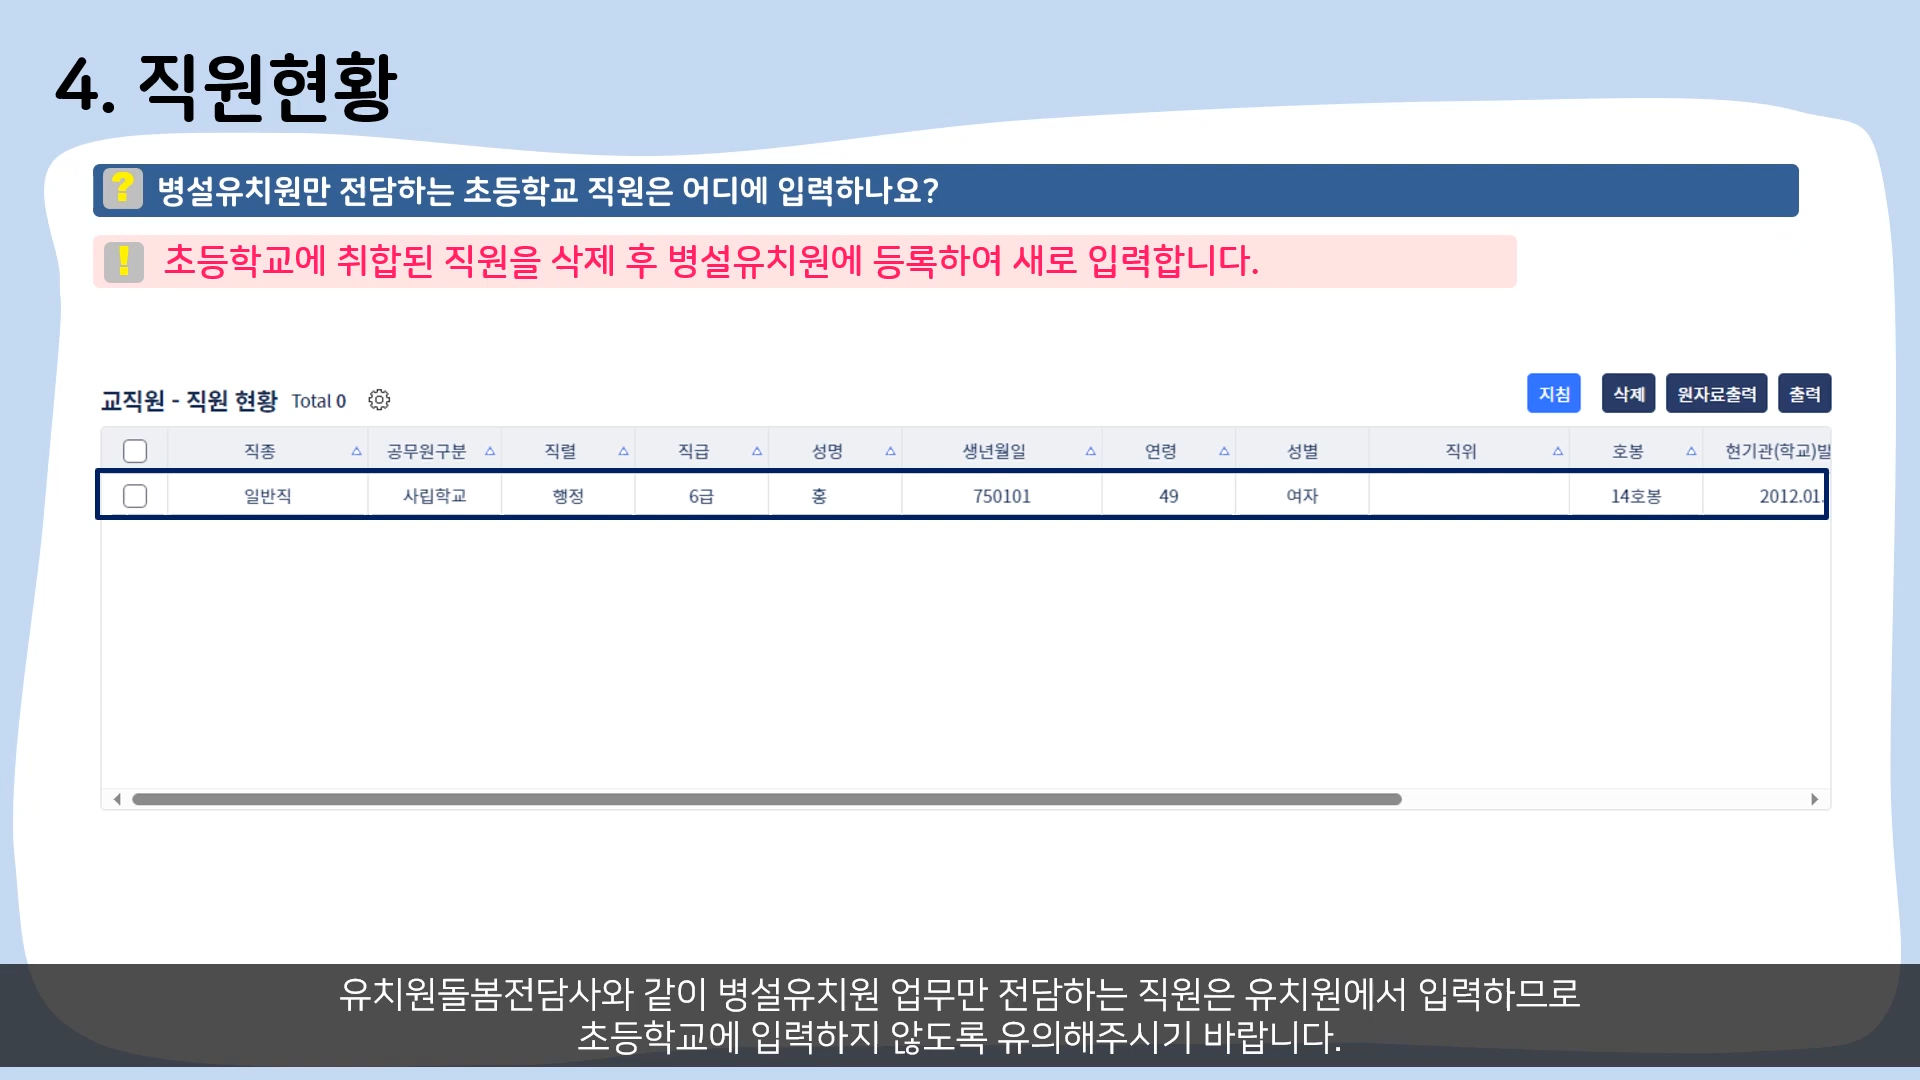 4. 직원현황
? 병설유치원만 전담하는 초등학교 직원은 어디에 입력하나요?
! 초등학교에 취합된 직원을 삭제 후 병설유치원에 등록하여 새로 입력합니다.
교직원 - 직원 현황 Total 0 지침 삭제 원자료출력 출력
직종 공무원구분 직렬 직급 성명 생년월일 연령 성별 직위 호봉 현기관(학교)발
일반직 사립학교 행정 6급 홍 750101 49 여자 14호봉 2012.01.
유치원돌봄전담사와 같이 병설유치원 업무만 전담하는 직원은 유치원에서 입력하므로
초등학교에 입력하지 않도록 유의해주시기 바랍니다.